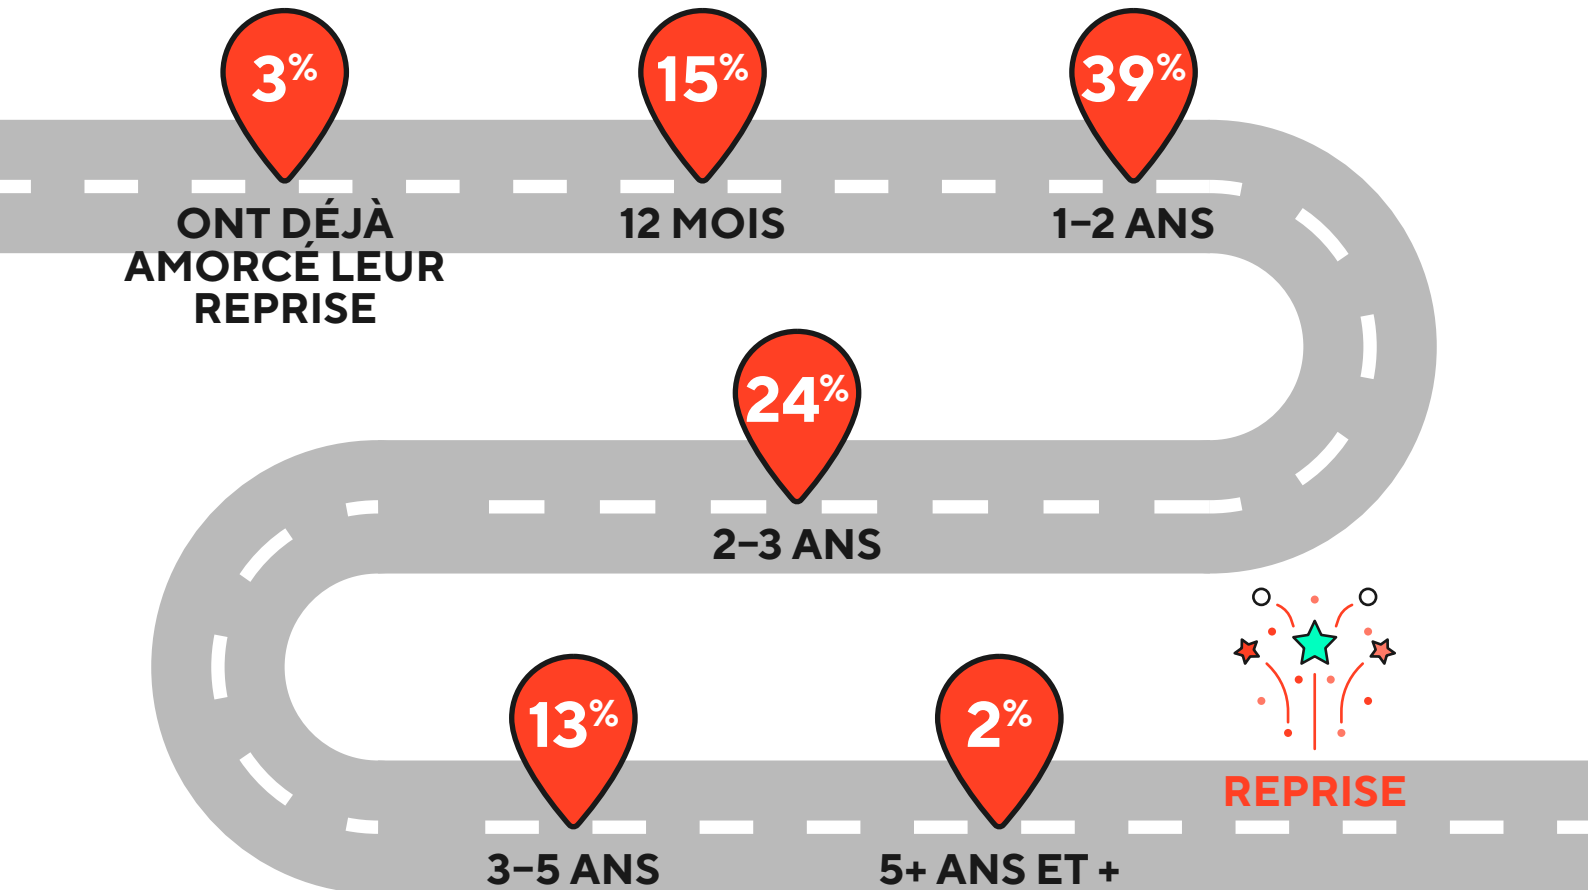 3%
15%
39%
ONT DÉJÀ
AMORCÉ LEUR
REPRISE
12 MOIS
1–2 ANS
24%
2–3 ANS
13%
2%
REPRISE
3–5 ANS
5+ ANS ET +